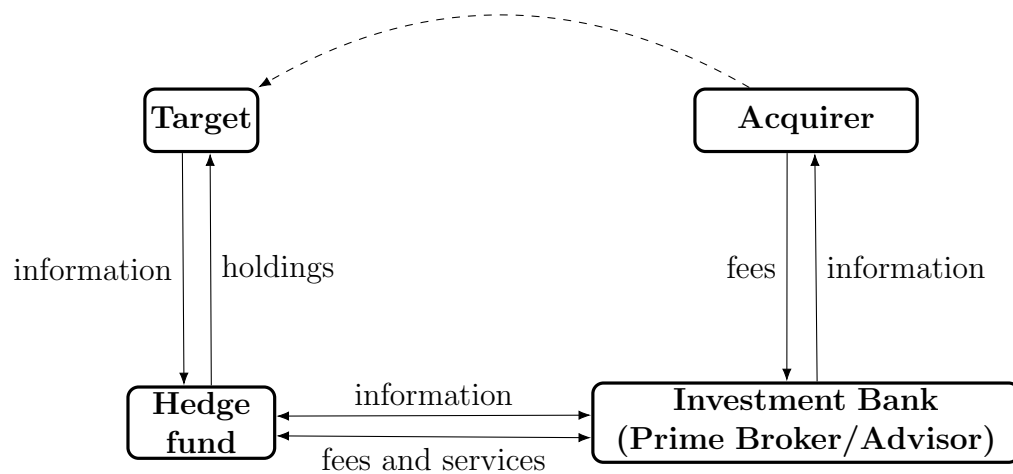 Target
Acquirer
information
holdings
fees
information
Hedge
fund
information
fees and services
Investment Bank
(Prime Broker/Advisor)